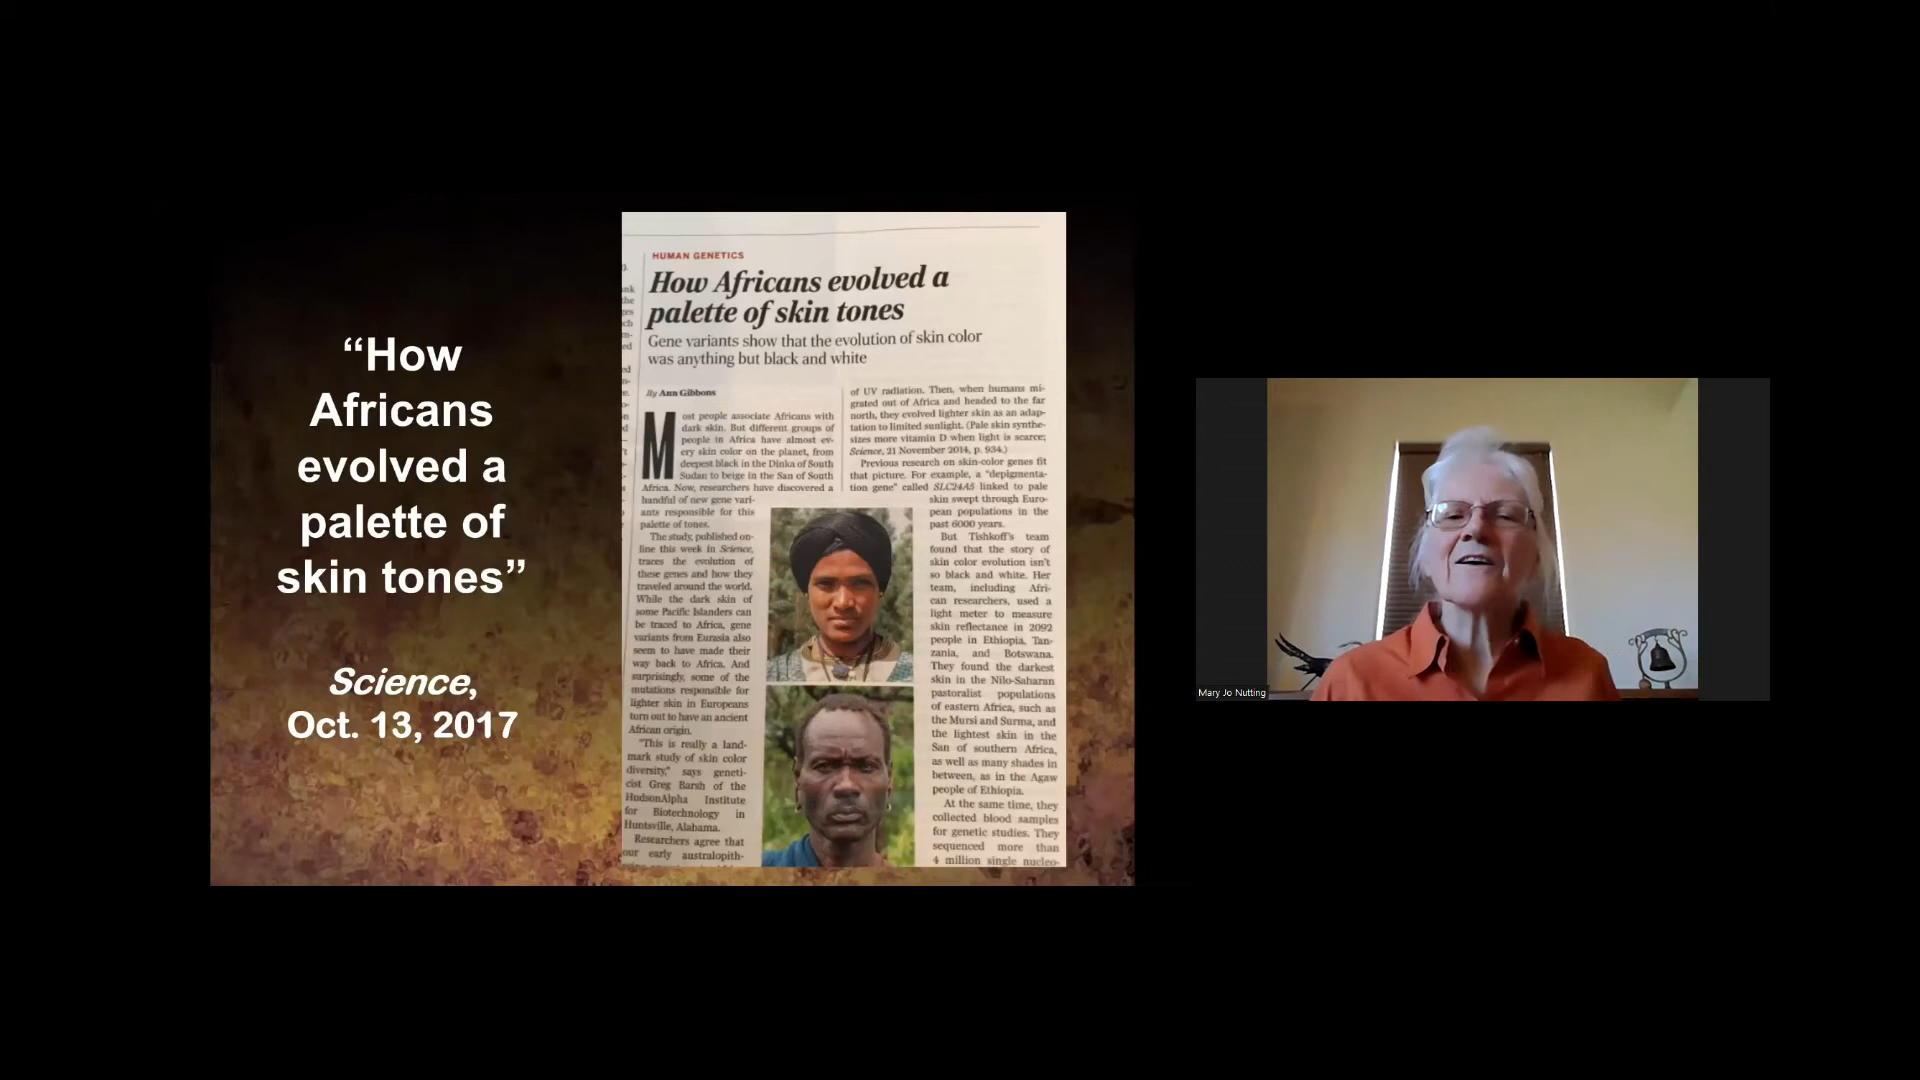 “How
Africans
evolved a
palette of
skin tones”
Science,
Oct. 13, 2017
HUMAN GENETICS
How Africans evolved a
palette of skin tones
Gene variants show that the evolution of skin color
was anything but black and white
By Ann Gibbons
Most people associate Africans with
dark skin. But different groups of
people in Africa have almost ev-
ery skin color on the planet, from
deepest black in the Dinka of South
Sudan to beige in the San of South
Africa. Now, researchers have discovered a
handful of new gene vari-
ants responsible for this
palette of tones.
The study, published on-
line this week in Science,
traces the evolution of
these genes and how they
traveled around the world.
While the dark skin of
some Pacific Islanders can
be traced to Africa, gene
variants from Eurasia also
seem to have made their
way back to Africa. And
surprisingly, some of the
mutations responsible for
lighter skin in Europeans
turn out to have an ancient
African origin.
"This is really a land-
mark study of skin color
diversity," says geneti-
cist Greg Barsh of the
HudsonAlpha Institute
for Biotechnology in
Huntsville, Alabama.
Researchers agree that
our early australopith-
of UV radiation. Then, when humans mi-
grated out of Africa and headed to the far
north, they evolved lighter skin as an adap-
tation to limited sunlight. (Pale skin synthe-
sizes more vitamin D when light is scarce;
Science, 21 November 2014, p. 934.)
Previous research on skin-color genes fit
that picture. For example, a "depigmenta-
tion gene" called SLC24A5 linked to pale
skin swept through Euro-
pean populations in the
past 6000 years.
But Tishkoff's team
found that the story of
skin color evolution isn't
so black and white. Her
team, including Afri-
can researchers, used a
light meter to measure
skin reflectance in 2092
people in Ethiopia, Tan-
zania, and Botswana.
They found the darkest
skin in the Nilo-Saharan
pastoralist populations
of eastern Africa, such as
the Mursi and Surma, and
the lightest skin in the
San of southern Africa,
as well as many shades in
between, as in the Agaw
people of Ethiopia.
At the same time, they
collected blood samples
for genetic studies. They
sequenced more than
4 million single nucleo-
Mary Jo Nutting